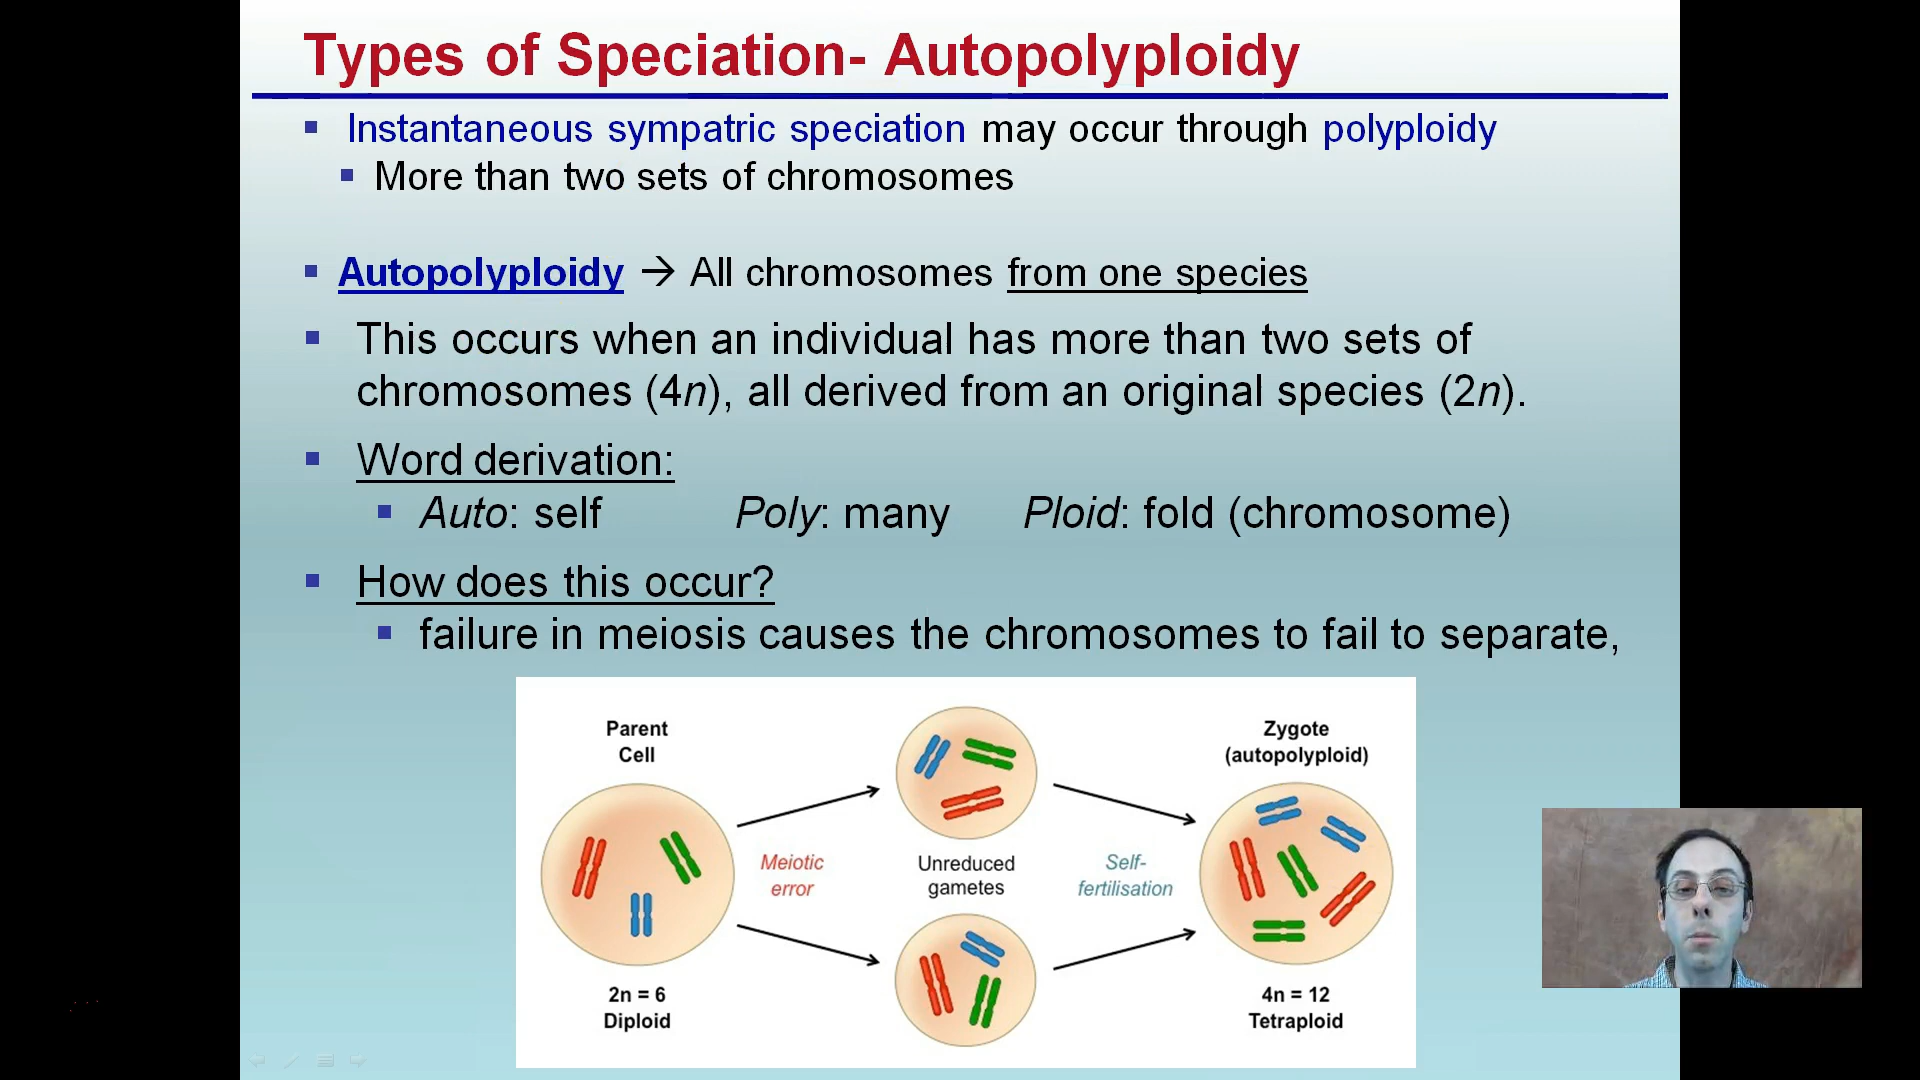 Types of Speciation- Autopolyploidy
Instantaneous sympatric speciation may occur through polyploidy
More than two sets of chromosomes
Autopolyploidy → All chromosomes from one species
This occurs when an individual has more than two sets of
chromosomes (4n), all derived from an original species (2n).
Word derivation:
Auto: self Poly: many Ploid: fold (chromosome)
How does this occur?
failure in meiosis causes the chromosomes to fail to separate,
Parent
Cell
Zygote
(autopolyploid)
Meiotic
error
Unreduced
gametes
Self-
fertilisation
2n = 6
Diploid
4n = 12
Tetraploid